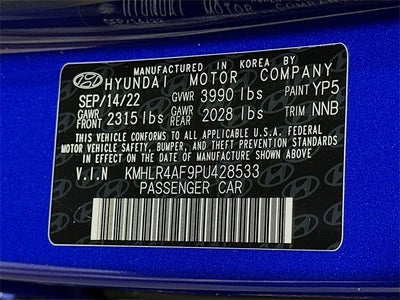 MANUFACTURED IN KOREA BY
HYUNDAI MOTOR COMPANY
SEP/14/22 GVWR 3990 lbs PAINT YP5
GAWR FRONT 2315 lbs GAWR REAR 2028 lbs TRIM NNB
THIS VEHICLE CONFORMS TO ALL APPLICABLE U.S.A. FEDERAL
MOTOR VEHICLE SAFETY, BUMPER, AND THEFT PREVENTION STANDARDS
IN EFFECT ON THE DATE OF MANUFACTURE SHOWN ABOVE.
V.I.N KMHLR4AF9PU428533
PASSENGER CAR